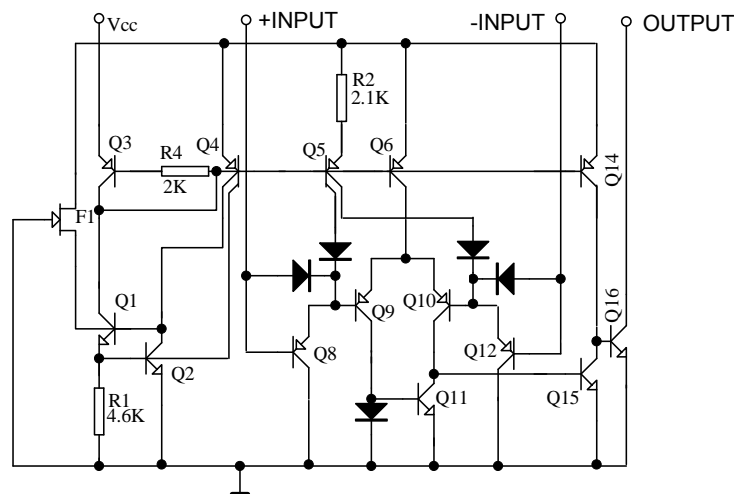 Vcc
+INPUT
-INPUT
OUTPUT
R2
2.1K
Q3
R4
2K
Q4
Q5
Q6
Q14
F1
Q1
Q2
Q8
Q9
Q10
Q12
Q16
R1
4.6K
Q11
Q15